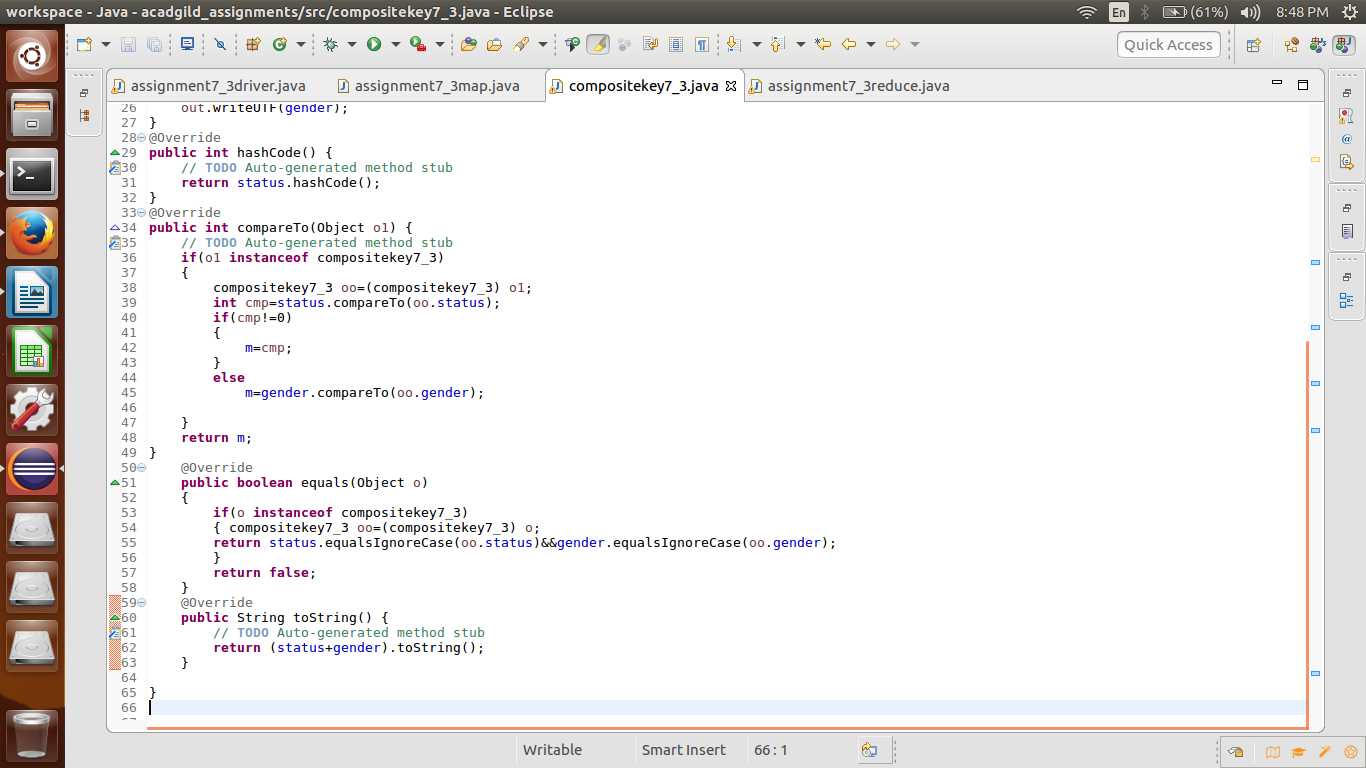 workspace - Java - acadgild_assignments/src/compositekey7_3.java - Eclipse
En
(61%)
8:48 PM
Quick Access
assignment7_3driver.java
assignment7_3map.java
compositekey7_3.java
assignment7_3reduce.java
26 out.writeUTF(gender);
27 }
28 @Override
29 public int hashCode() {
30 // TODO Auto-generated method stub
31 return status.hashCode();
32 }
33 @Override
34 public int compareTo(Object o1) {
35 // TODO Auto-generated method stub
36 if(o1 instanceof compositekey7_3)
37 {
38 compositekey7_3 oo=(compositekey7_3) o1;
39 int cmp=status.compareTo(oo.status);
40 if(cmp!=0)
41 {
42 m=cmp;
43 }
44 else
45 m=gender.compareTo(oo.gender);
46
47 }
48 return m;
49 }
50 @Override
51 public boolean equals(Object o)
52 {
53 if(o instanceof compositekey7_3)
54 { compositekey7_3 oo=(compositekey7_3) o;
55 return status.equalsIgnoreCase(oo.status)&&gender.equalsIgnoreCase(oo.gender);
56 }
57 return false;
58 }
59 @Override
60 public String toString() {
61 // TODO Auto-generated method stub
62 return (status+gender).toString();
63 }
64
65 }
66
Writable
Smart Insert
66 : 1